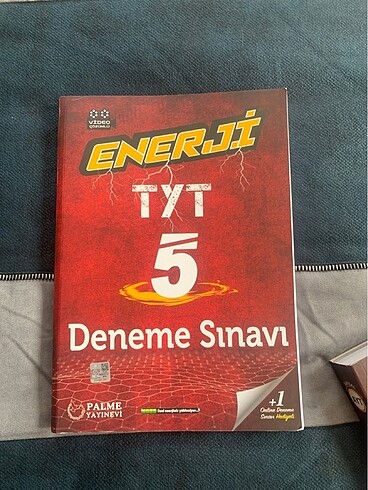 VİDEO
ÇÖZÜMLÜ
ENERJİ
TYT
5
Deneme Sınavı
PALME
YAYINEVİ
+1
Online Deneme
Sınavı Hediyeli